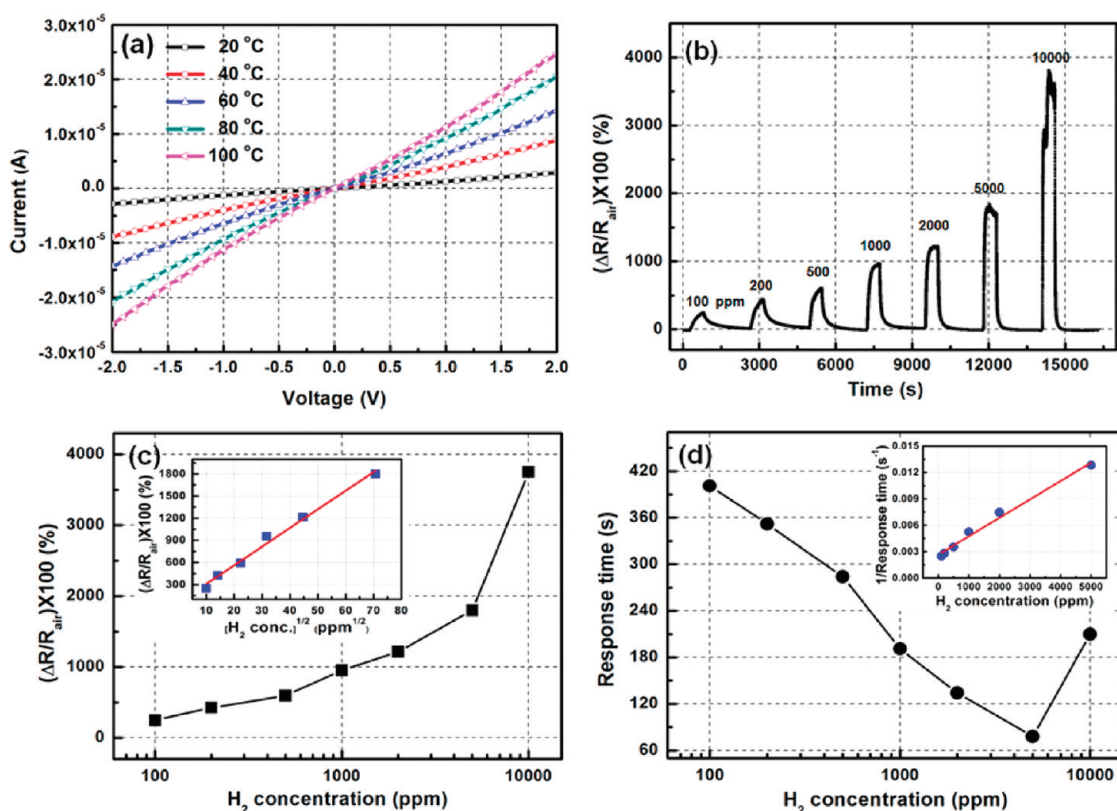 (a)
20 °C
40 °C
60 °C
80 °C
100 °C
3.0x10⁻⁵
2.0x10⁻⁵
1.0x10⁻⁵
0.0
-1.0x10⁻⁵
-2.0x10⁻⁵
-3.0x10⁻⁵
Current (A)
-2.0 -1.5 -1.0 -0.5 0.0 0.5 1.0 1.5 2.0
Voltage (V)
(b)
4000
3000
2000
1000
0
(ΔR/R_air)X100 (%)
100 ppm
200
500
1000
2000
5000
10000
0 3000 6000 9000 12000 15000
Time (s)
(c)
4000
3000
2000
1000
0
(ΔR/R_air)X100 (%)
1800
1500
1200
900
600
300
(ΔR/R_air)X100 (%)
10 20 30 40 50 60 70 80
[H₂ conc.]^1/2 (ppm^1/2)
100 1000 10000
H₂ concentration (ppm)
(d)
420
360
300
240
180
120
60
Response time (s)
0.015
0.012
0.009
0.006
0.003
0.000
1/Response time (s⁻¹)
0 1000 2000 3000 4000 5000 6000
H₂ concentration (ppm)
100 1000 10000
H₂ concentration (ppm)